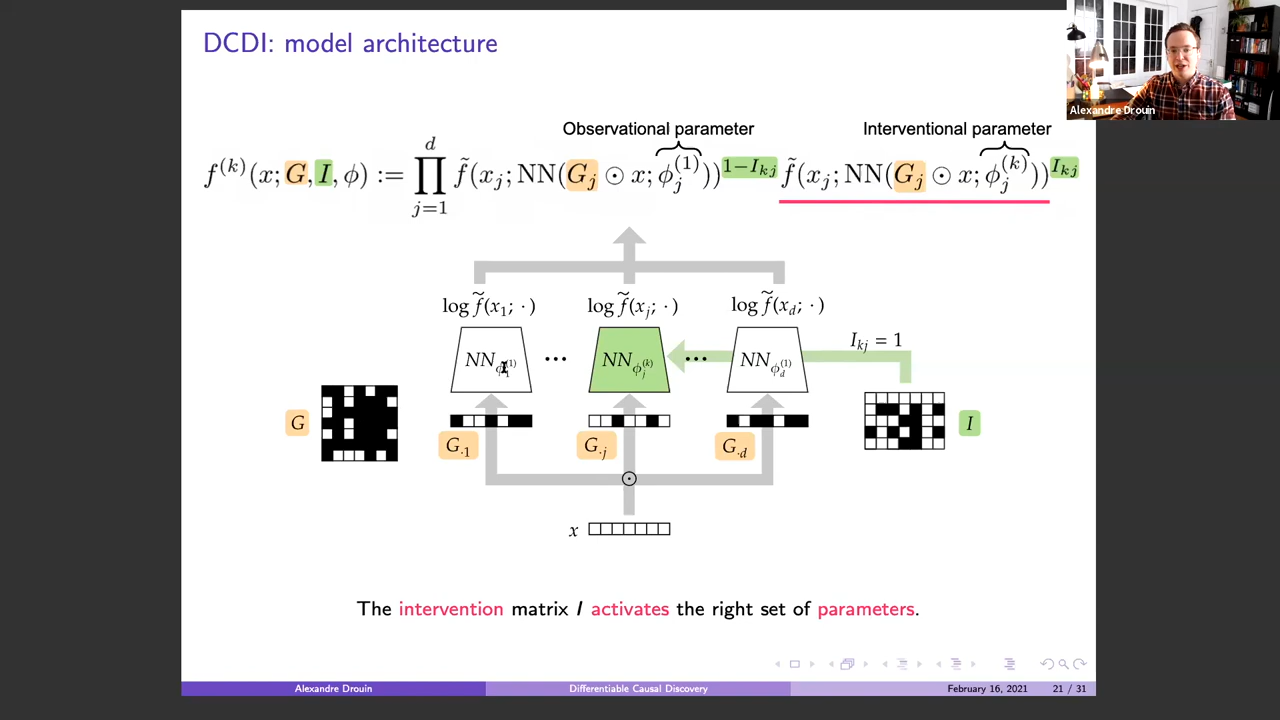 DCDI: model architecture
Alexandre Drouin
Observational parameter
Interventional parameter
f^{(k)}(x; G, I, ϕ) := ∏_{j=1}^{d} f̃(x_j; NN(G_j ⊙ x; ϕ_j^{(1)}))^{1−I_{kj}} f̃(x_j; NN(G_j ⊙ x; ϕ_j^{(k)}))^{I_{kj}}
log f̃(x_1; ·)
log f̃(x_j; ·)
log f̃(x_d; ·)
I_{kj} = 1
NN_{ϕ_1^{(1)}} ··· NN_{ϕ_j^{(k)}} ··· NN_{ϕ_d^{(1)}}
G
I
G_{·1}
G_{·j}
G_{·d}
⊙
x
The intervention matrix I activates the right set of parameters.
Alexandre Drouin
Differentiable Causal Discovery
February 16, 2021
21 / 31